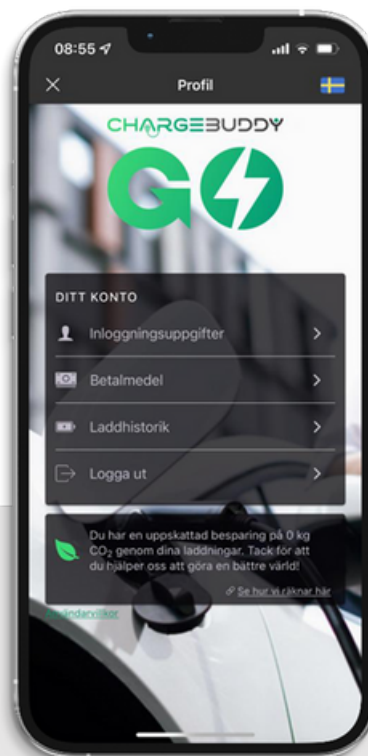 08:55
Profil
CHARGEBUDDY
GO
DITT KONTO
Inloggningsuppgifter
Betalmedel
Laddhistorik
Logga ut
Du har en uppskattad besparing på 0 kg
CO₂ genom dina laddningar. Tack för att
du hjälper oss att göra en bättre värld!
Se hur vi räknar här
Användarvillkor